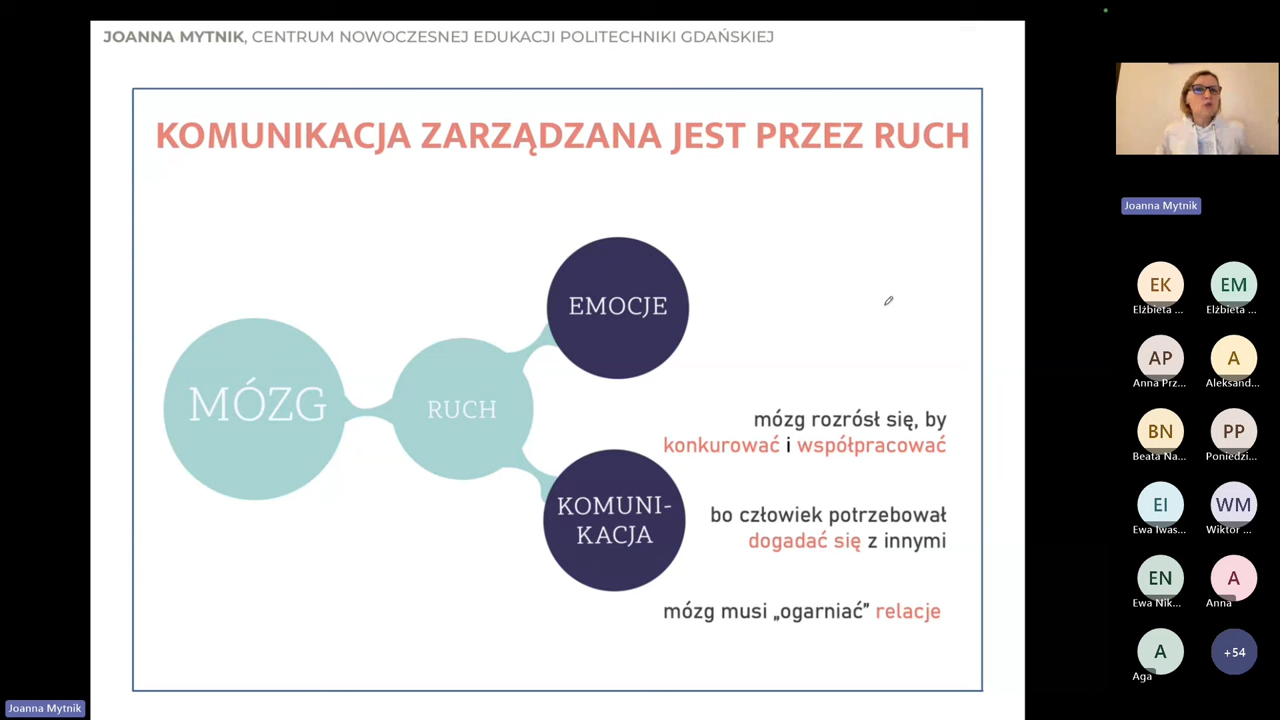 JOANNA MYTNIK, CENTRUM NOWOCZESNEJ EDUKACJI POLITECHNIKI GDAŃSKIEJ
KOMUNIKACJA ZARZĄDZANA JEST PRZEZ RUCH
MÓZG
RUCH
EMOCJE
KOMUNI-
KACJA
mózg rozrósł się, by
konkurować i współpracować
bo człowiek potrzebował
dogadać się z innymi
mózg musi „ogarniać” relacje
Joanna Mytnik
Joanna Mytnik
EK
Elżbieta ...
EM
Elżbieta ...
AP
Anna Prz...
A
Aleksand...
BN
Beata Na...
PP
Poniedzi...
EI
Ewa Iwas...
WM
Wiktor ...
EN
Ewa Nik...
A
Anna
A
Aga
+54